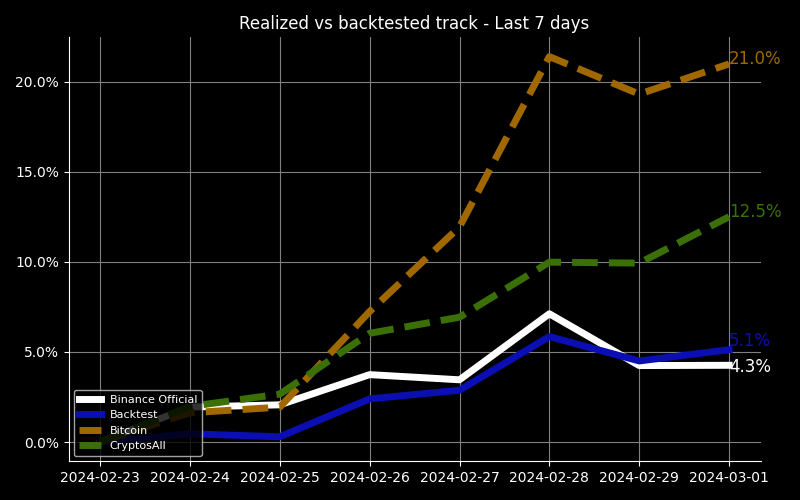 Realized vs backtested track - Last 7 days
21.0%
20.0%
15.0%
12.5%
10.0%
5.0%
5.1%
4.3%
0.0%
Binance Official
Backtest
Bitcoin
CryptosAll
2024-02-23 2024-02-24 2024-02-25 2024-02-26 2024-02-27 2024-02-28 2024-02-29 2024-03-01